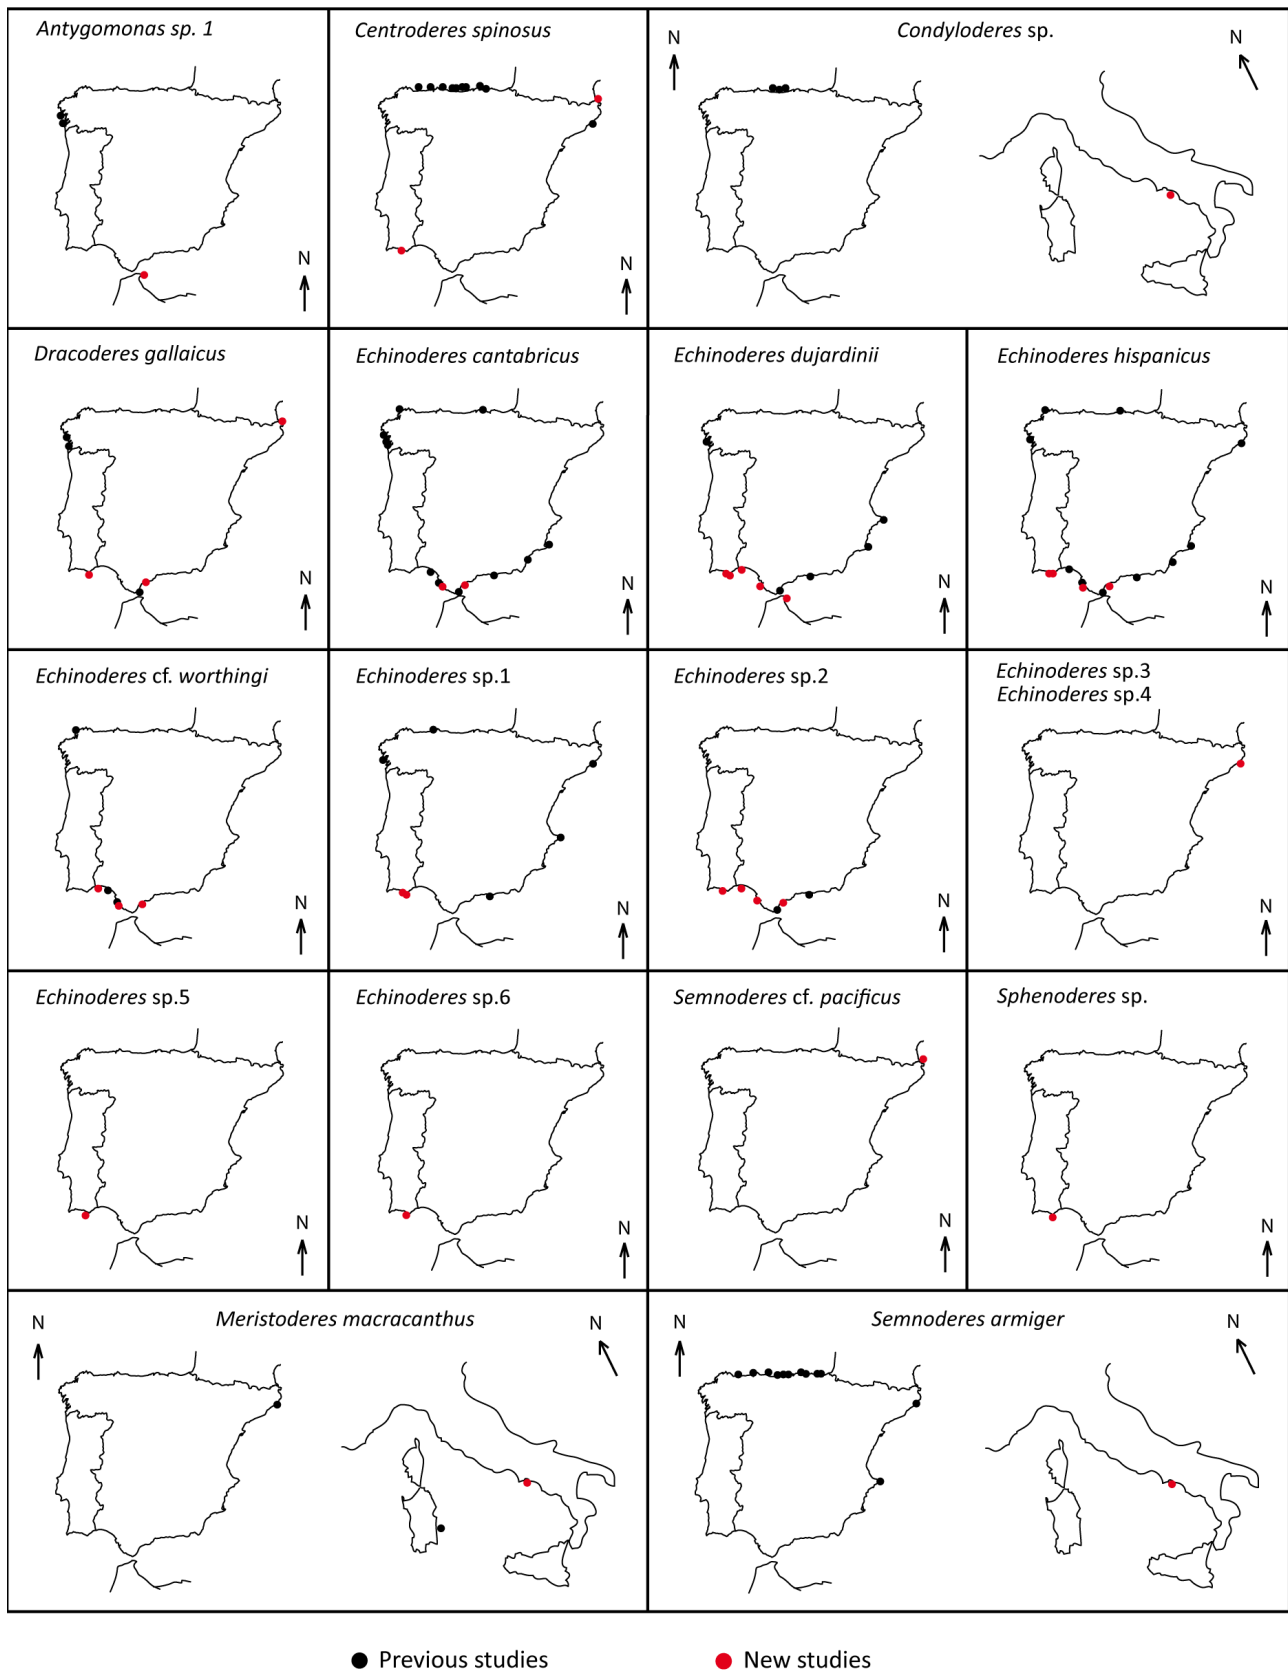 Antygomonas sp. 1
N
Centroderes spinosus
N
Condyloderes sp.
N
N
Dracoderes gallaicus
N
Echinoderes cantabricus
N
Echinoderes dujardinii
N
Echinoderes hispanicus
N
Echinoderes cf. worthingi
N
Echinoderes sp.1
N
Echinoderes sp.2
N
Echinoderes sp.3
Echinoderes sp.4
N
Echinoderes sp.5
N
Echinoderes sp.6
N
Semnoderes cf. pacificus
N
Sphenoderes sp.
N
Meristoderes macracanthus
N
N
Semnoderes armiger
N
N
Previous studies
New studies